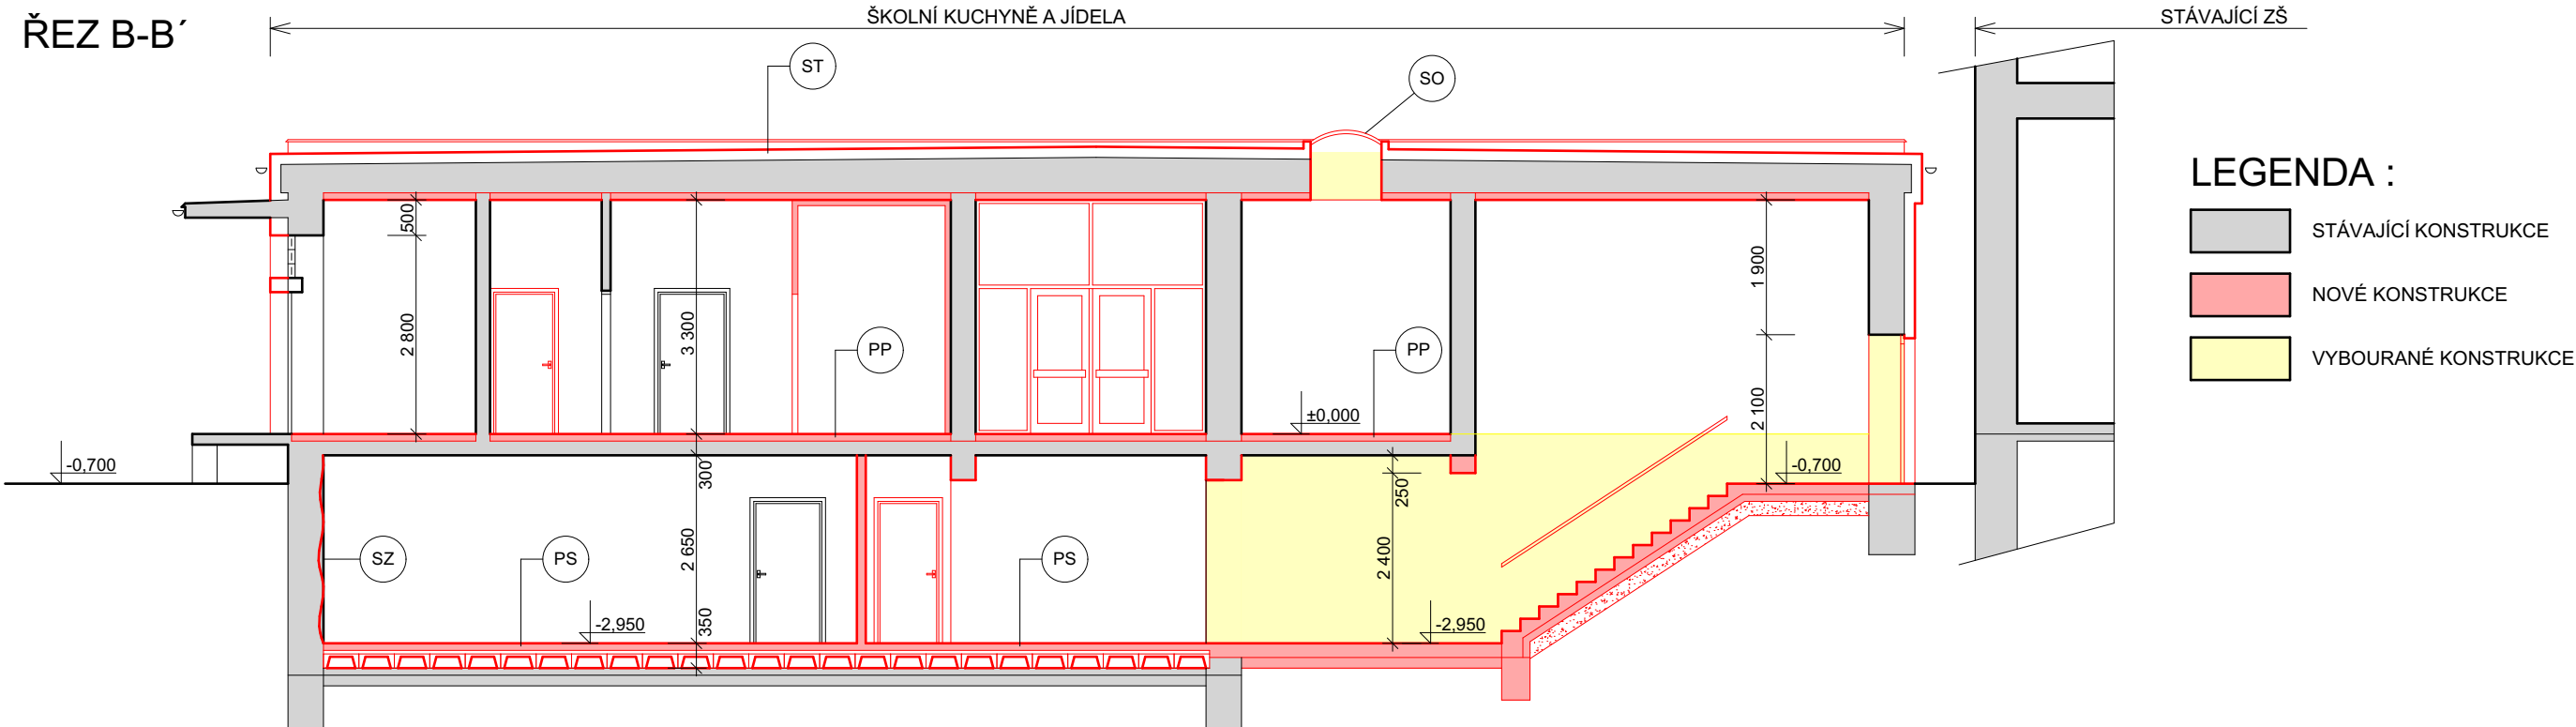 ŘEZ B-B´
ŠKOLNÍ KUCHYNĚ A JÍDELA
STÁVAJÍCÍ ZŠ
ST
SO
LEGENDA :
STÁVAJÍCÍ KONSTRUKCE
NOVÉ KONSTRUKCE
VYBOURANÉ KONSTRUKCE
500
2 800
3 300
1 900
2 100
PP
PP
±0,000
-0,700
-0,700
300
250
2 650
2 400
SZ
PS
PS
-2,950
350
-2,950